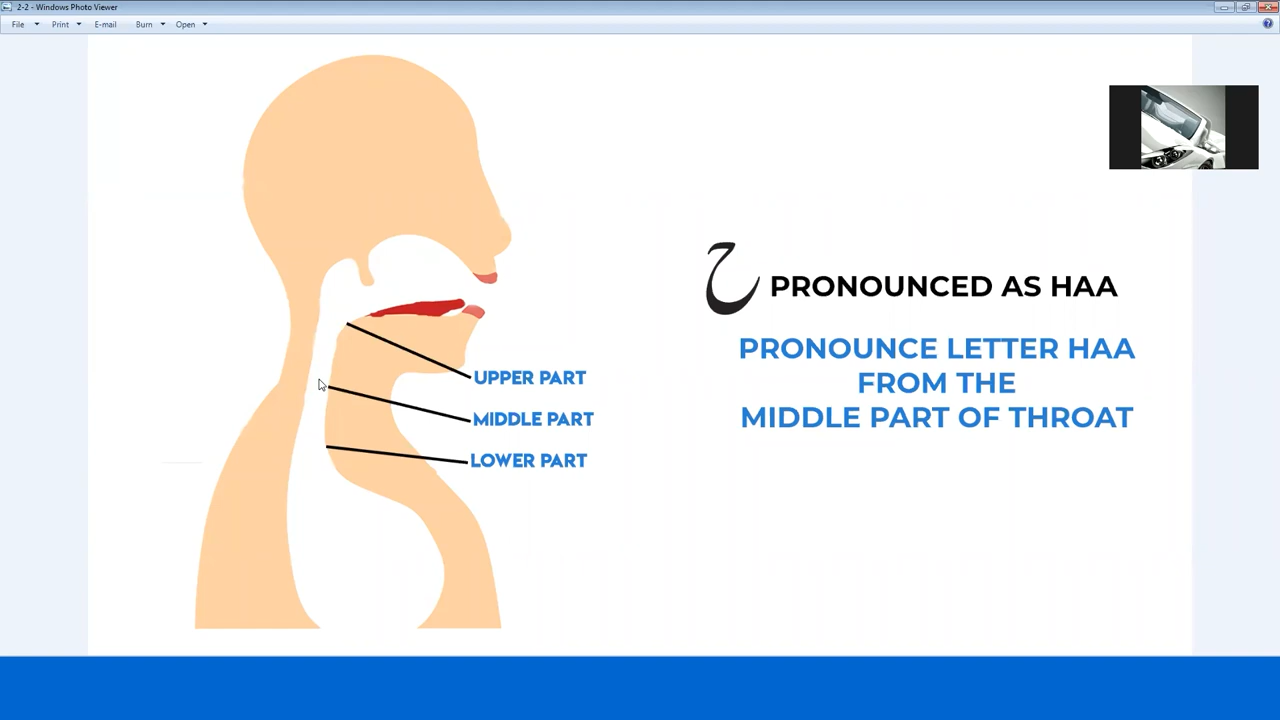 2-2 - Windows Photo Viewer
File Print E-mail Burn Open
ح PRONOUNCED AS HAA
PRONOUNCE LETTER HAA
FROM THE
MIDDLE PART OF THROAT
UPPER PART
MIDDLE PART
LOWER PART